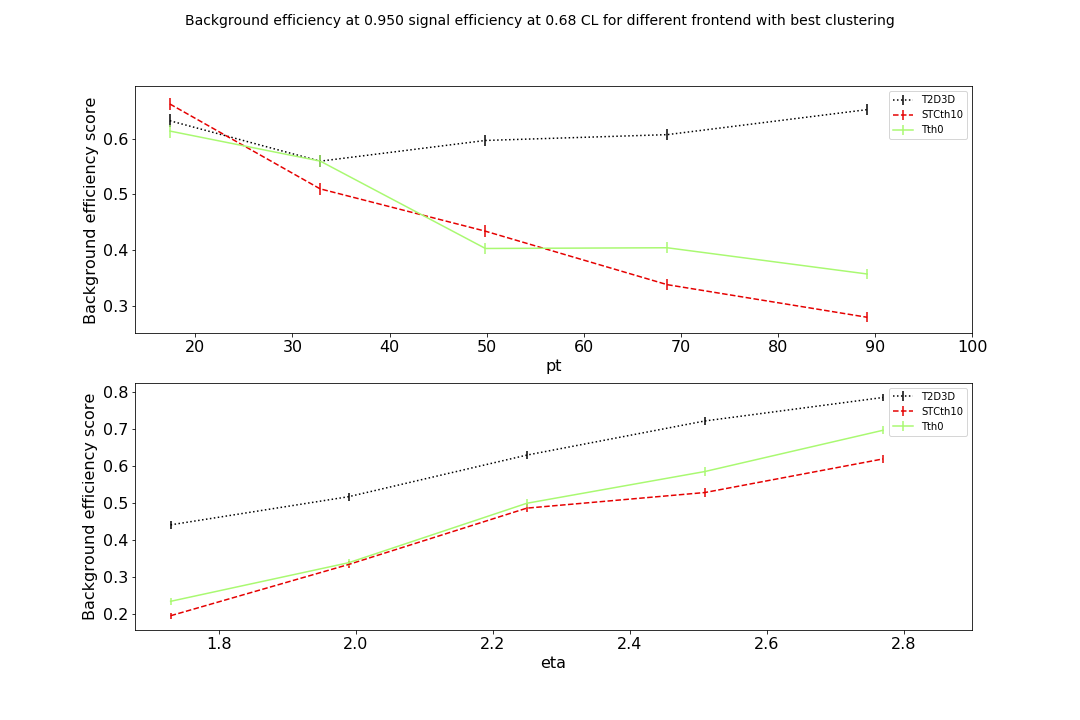 Background efficiency at 0.950 signal efficiency at 0.68 CL for different frontend with best clustering
Background efficiency score
0.6
0.5
0.4
0.3
T2D3D
STCth10
Tth0
20 30 40 50 60 70 80 90 100
pt
Background efficiency score
0.8
0.7
0.6
0.5
0.4
0.3
0.2
T2D3D
STCth10
Tth0
1.8 2.0 2.2 2.4 2.6 2.8
eta